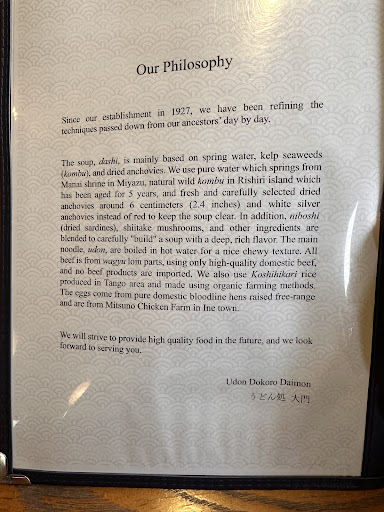 Our Philosophy
Since our establishment in 1927, we have been refining the
techniques passed down from our ancestors' day by day.
The soup, dashi, is mainly based on spring water, kelp seaweeds
(kombu), and dried anchovies. We use pure water which springs from
Manai shrine in Miyazu, natural wild kombu in Rishiri island which
has been aged for 5 years, and fresh and carefully selected dried
anchovies around 6 centimeters (2.4 inches) and white silver
anchovies instead of red to keep the soup clear. In addition, niboshi
(dried sardines), shiitake mushrooms, and other ingredients are
blended to carefully "build" a soup with a deep, rich flavor. The main
noodle, udon, are boiled in hot water for a nice chewy texture. All
beef is from wagyu loin parts, using only high-quality domestic beef,
and no beef products are imported. We also use Koshihikari rice
produced in Tango area and made using organic farming methods.
The eggs come from pure domestic bloodline hens raised free-range
and are from Mitsuno Chicken Farm in Ine town.
We will strive to provide high quality food in the future, and we look
forward to serving you.
Udon Dokoro Daimon
うどん処 大門